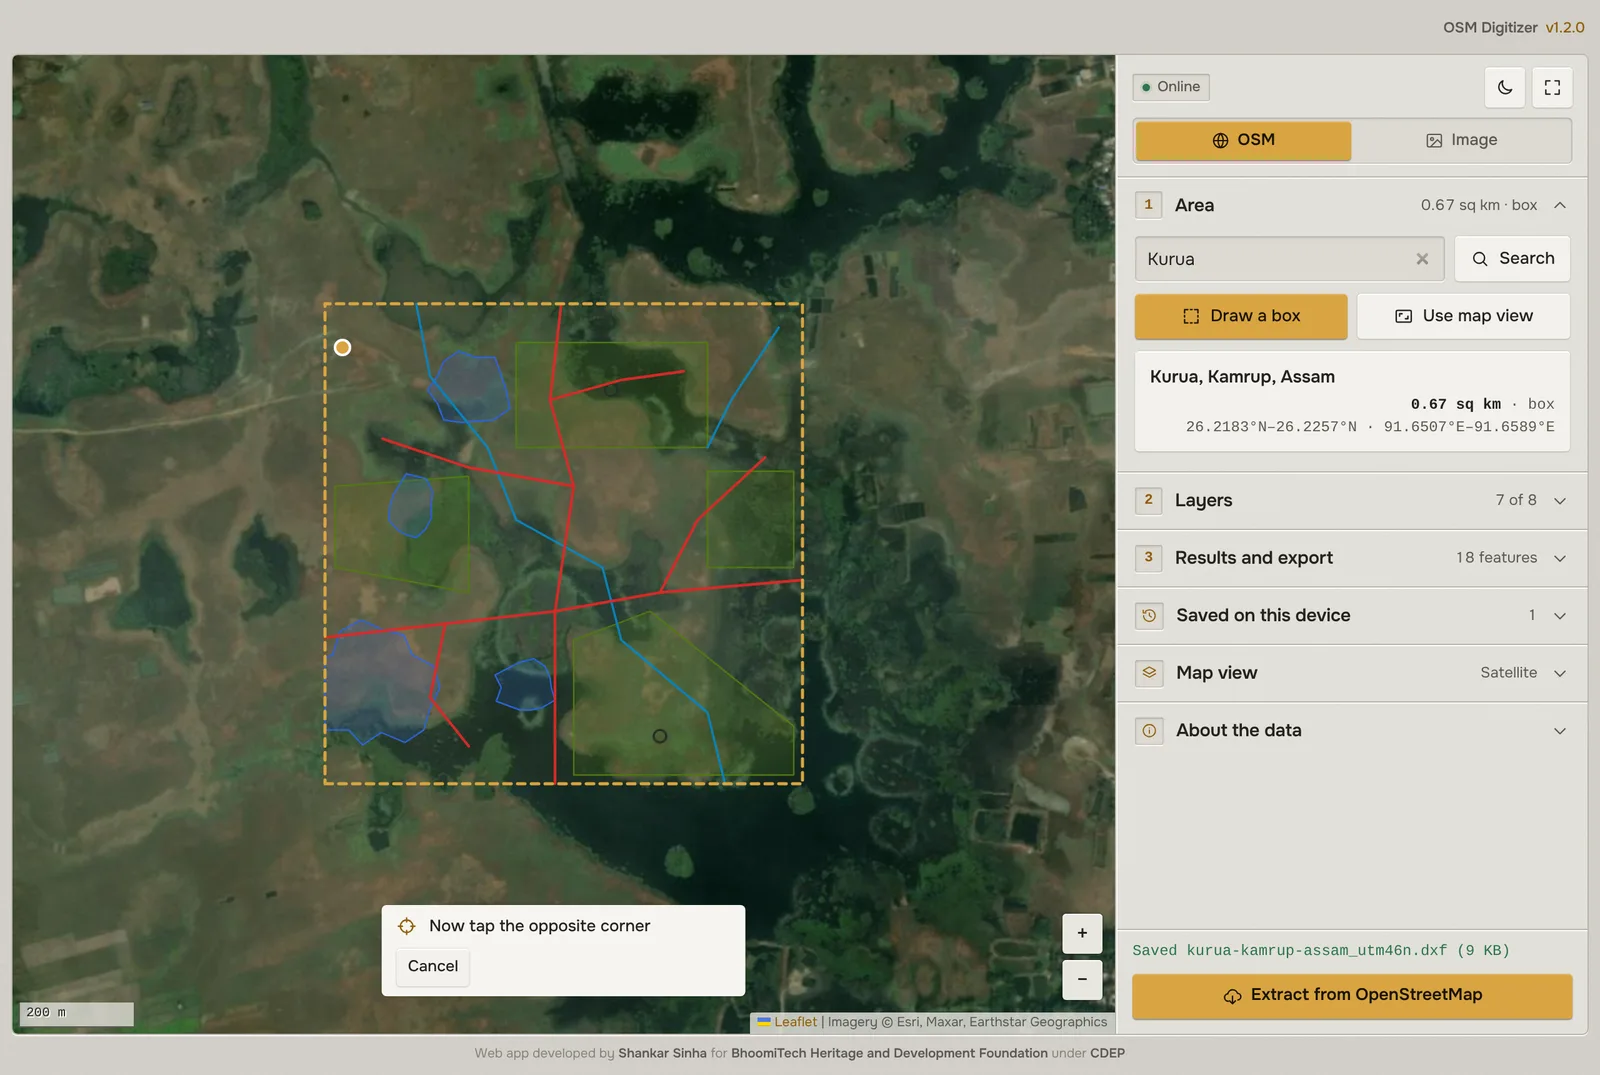 OSM Digitizer v1.2.0
Online
OSM
Image
1 Area 0.67 sq km · box
Kurua
Search
Draw a box
Use map view
Kurua, Kamrup, Assam
0.67 sq km · box
26.2183°N–26.2257°N · 91.6507°E–91.6589°E
2 Layers 7 of 8
3 Results and export 18 features
Saved on this device 1
Map view Satellite
About the data
Now tap the opposite corner
Cancel
+
−
200 m
Leaflet | Imagery © Esri, Maxar, Earthstar Geographics
Saved kurua-kamrup-assam_utm46n.dxf (9 KB)
Extract from OpenStreetMap
Web app developed by Shankar Sinha for BhoomiTech Heritage and Development Foundation under CDEP